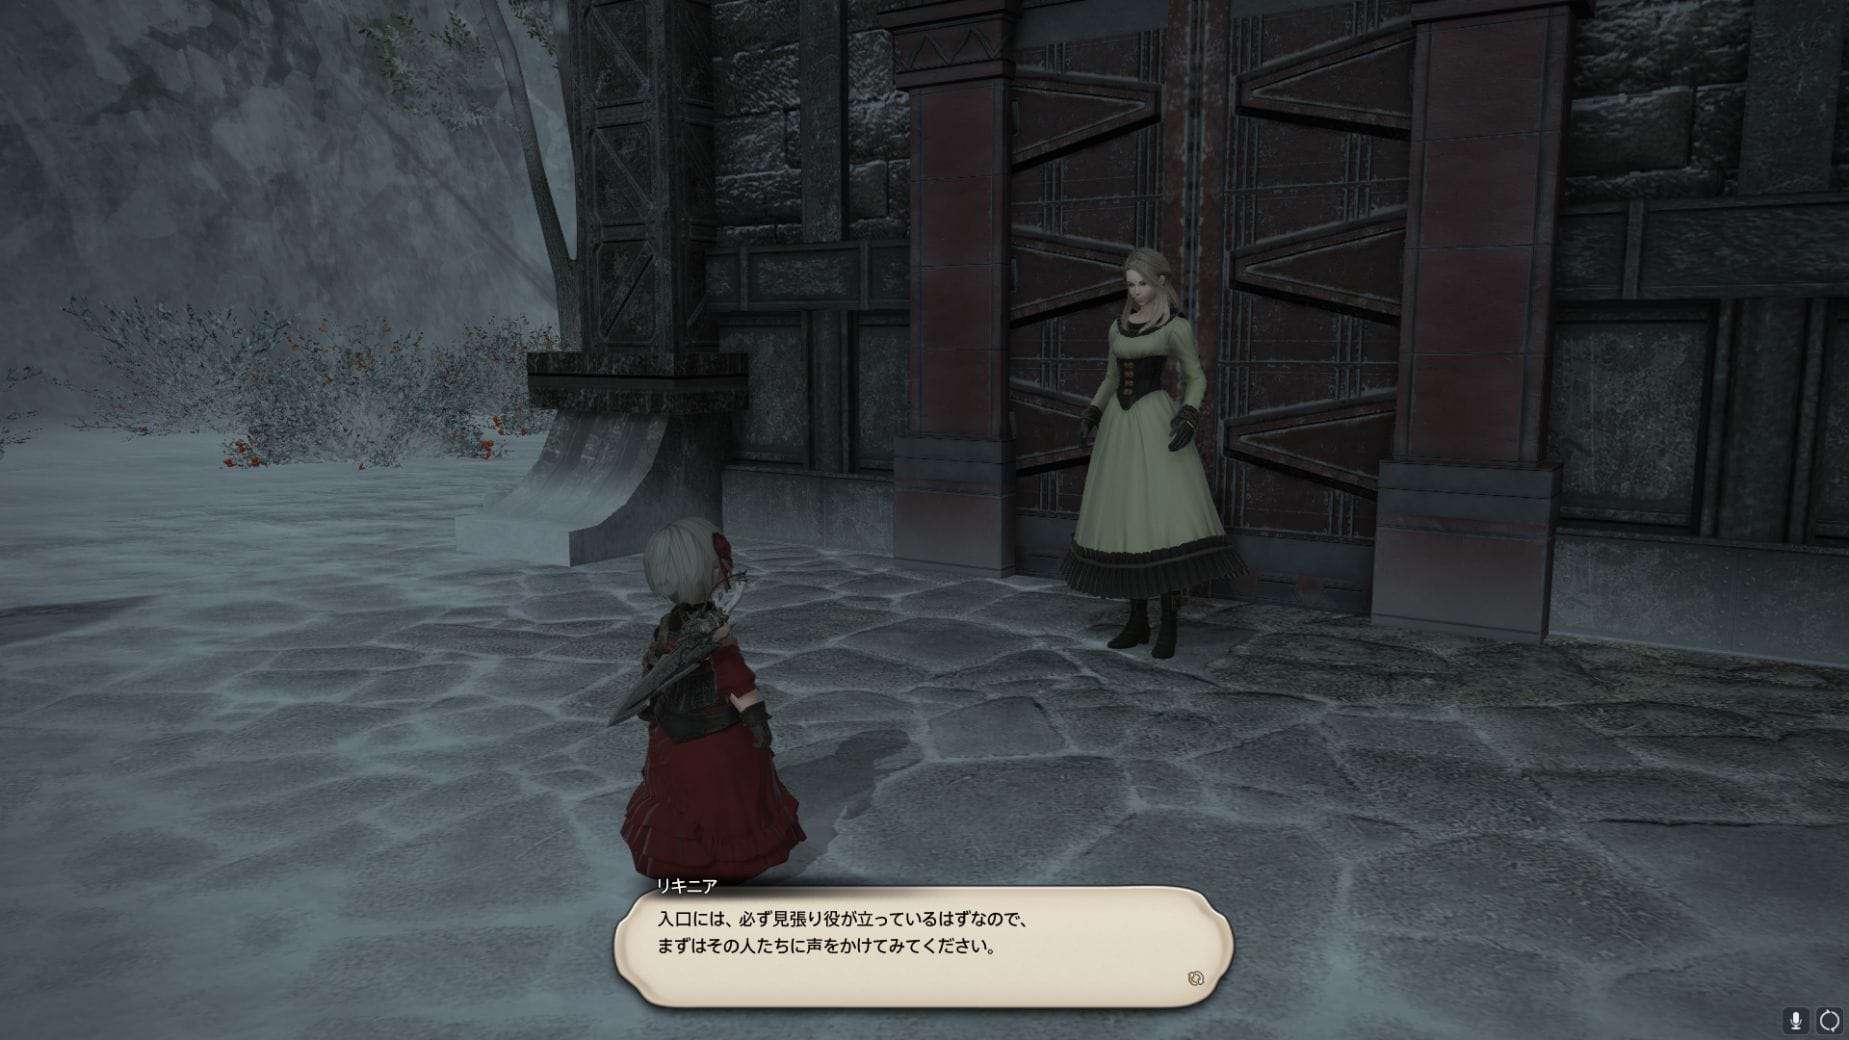 リキニア
入口には、必ず見張り役が立っているはずなので、
まずはその人たちに声をかけてみてください。